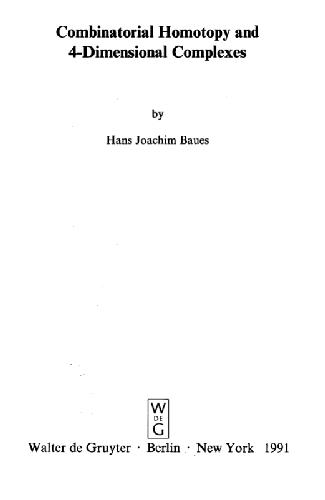 Combinatorial Homotopy and
4-Dimensional Complexes
by
Hans Joachim Baues
W
DE
G
Walter de Gruyter · Berlin · New York 1991